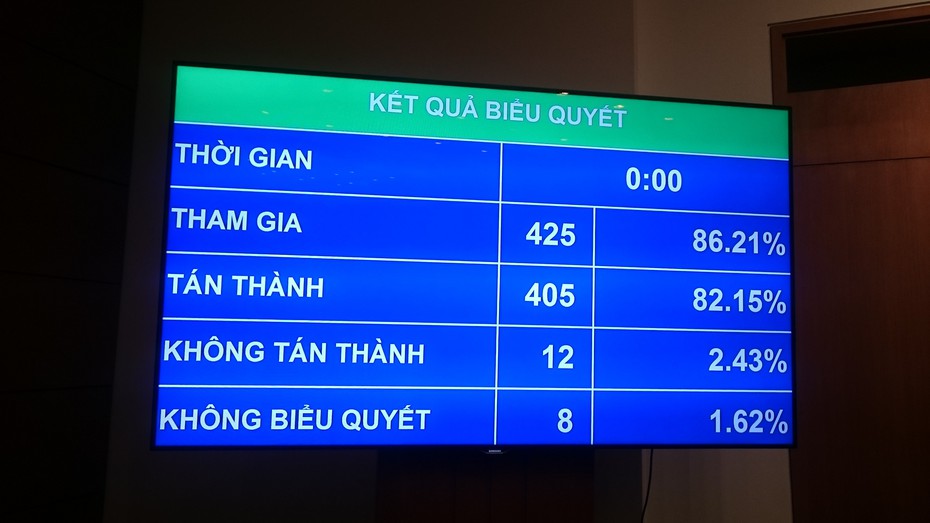 KẾT QUẢ BIỂU QUYẾT
THỜI GIAN 0:00
THAM GIA 425 86.21%
TÁN THÀNH 405 82.15%
KHÔNG TÁN THÀNH 12 2.43%
KHÔNG BIỂU QUYẾT 8 1.62%